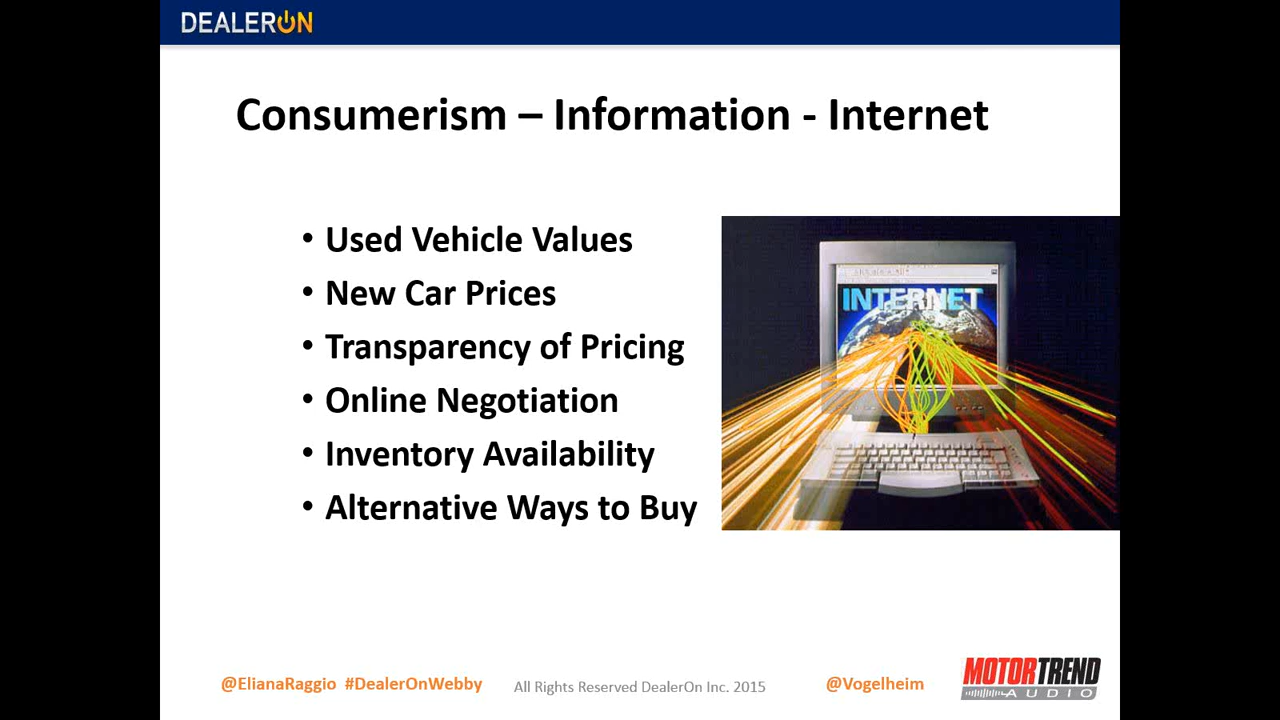 DEALERON
Consumerism – Information - Internet
• Used Vehicle Values
• New Car Prices
• Transparency of Pricing
• Online Negotiation
• Inventory Availability
• Alternative Ways to Buy
INTERNET
@ElianaRaggio #DealerOnWebby
All Rights Reserved DealerOn Inc. 2015
@Vogelheim
MOTORTREND
AUDIO